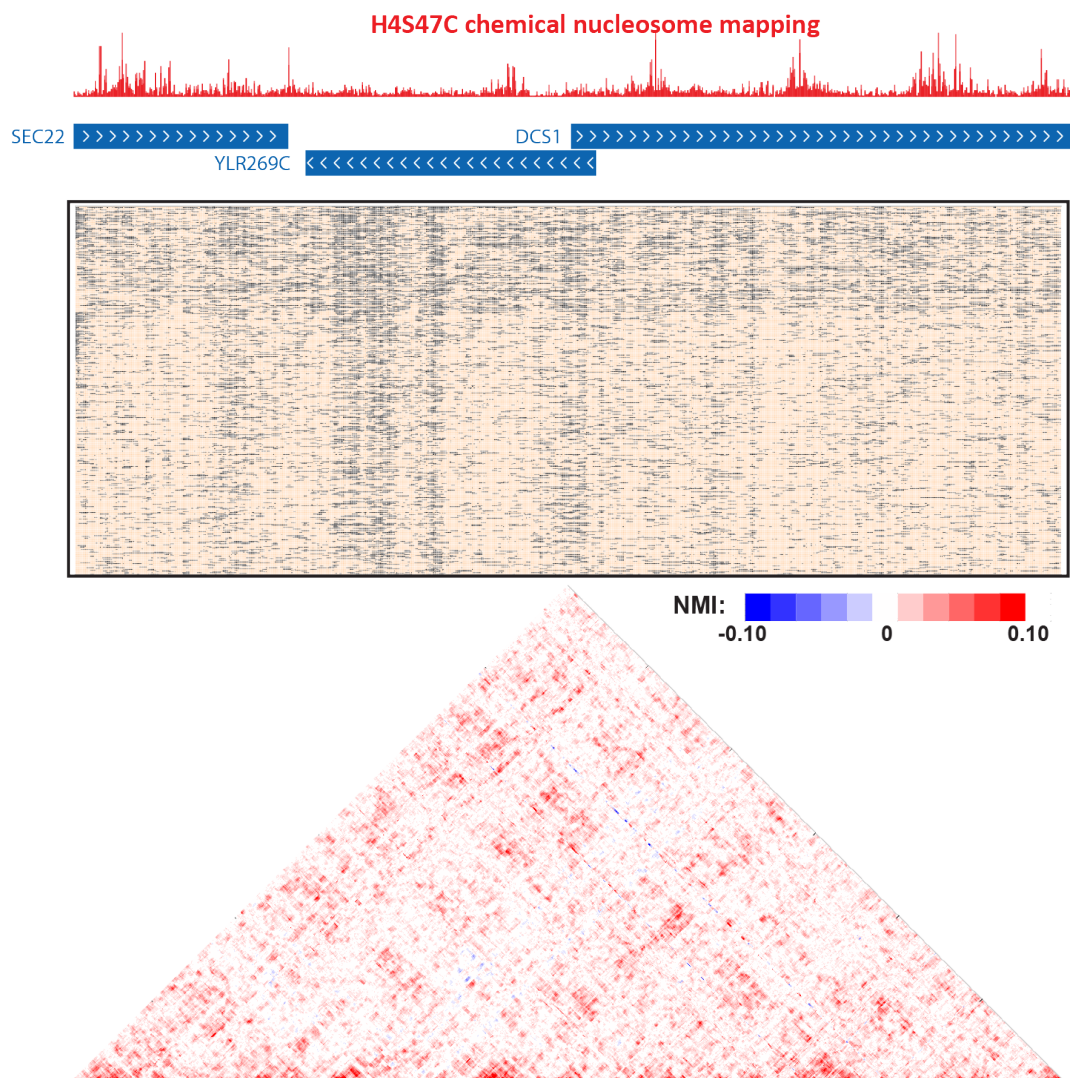 H4S47C chemical nucleosome mapping
SEC22
DCS1
YLR269C
NMI:
-0.10
0
0.10